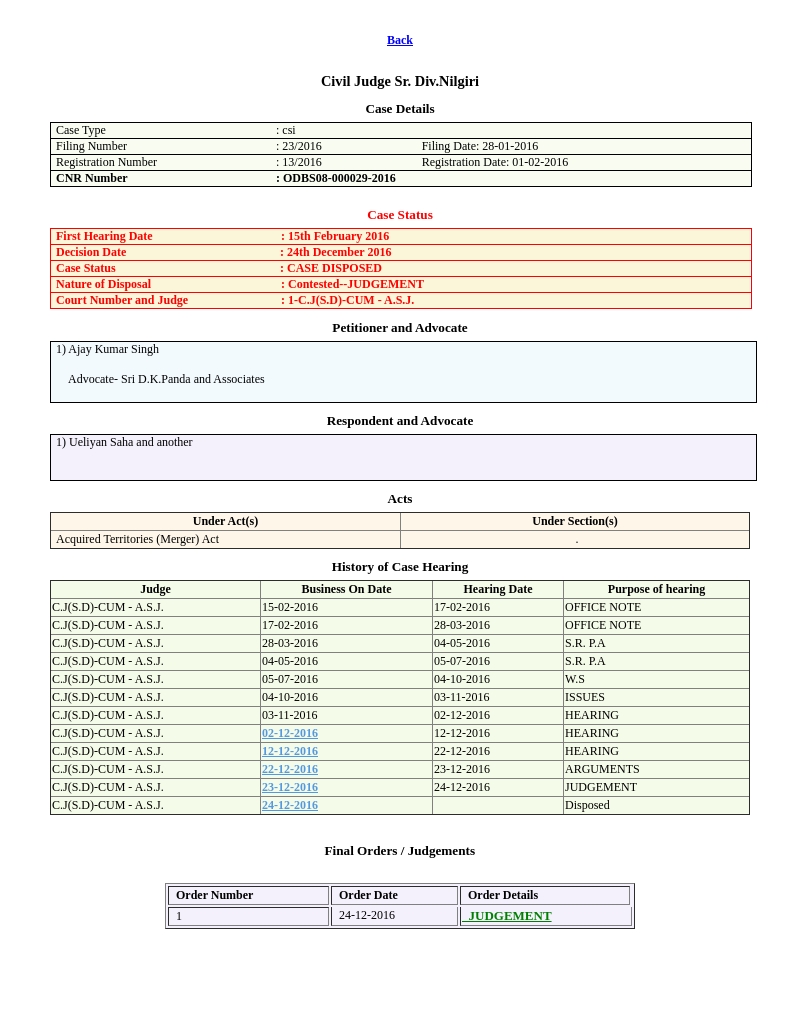 Back
Civil Judge Sr. Div.Nilgiri
Case Details
Case Type : csi
Filing Number : 23/2016 Filing Date: 28-01-2016
Registration Number : 13/2016 Registration Date: 01-02-2016
CNR Number : ODBS08-000029-2016
Case Status
First Hearing Date : 15th February 2016
Decision Date : 24th December 2016
Case Status : CASE DISPOSED
Nature of Disposal : Contested--JUDGEMENT
Court Number and Judge : 1-C.J(S.D)-CUM - A.S.J.
Petitioner and Advocate
1) Ajay Kumar Singh
Advocate- Sri D.K.Panda and Associates
Respondent and Advocate
1) Ueliyan Saha and another
Acts
Under Act(s) Under Section(s)
Acquired Territories (Merger) Act .
History of Case Hearing
Judge Business On Date Hearing Date Purpose of hearing
C.J(S.D)-CUM - A.S.J. 15-02-2016 17-02-2016 OFFICE NOTE
C.J(S.D)-CUM - A.S.J. 17-02-2016 28-03-2016 OFFICE NOTE
C.J(S.D)-CUM - A.S.J. 28-03-2016 04-05-2016 S.R. P.A
C.J(S.D)-CUM - A.S.J. 04-05-2016 05-07-2016 S.R. P.A
C.J(S.D)-CUM - A.S.J. 05-07-2016 04-10-2016 W.S
C.J(S.D)-CUM - A.S.J. 04-10-2016 03-11-2016 ISSUES
C.J(S.D)-CUM - A.S.J. 03-11-2016 02-12-2016 HEARING
C.J(S.D)-CUM - A.S.J. 02-12-2016 12-12-2016 HEARING
C.J(S.D)-CUM - A.S.J. 12-12-2016 22-12-2016 HEARING
C.J(S.D)-CUM - A.S.J. 22-12-2016 23-12-2016 ARGUMENTS
C.J(S.D)-CUM - A.S.J. 23-12-2016 24-12-2016 JUDGEMENT
C.J(S.D)-CUM - A.S.J. 24-12-2016 Disposed
Final Orders / Judgements
Order Number Order Date Order Details
1 24-12-2016 JUDGEMENT